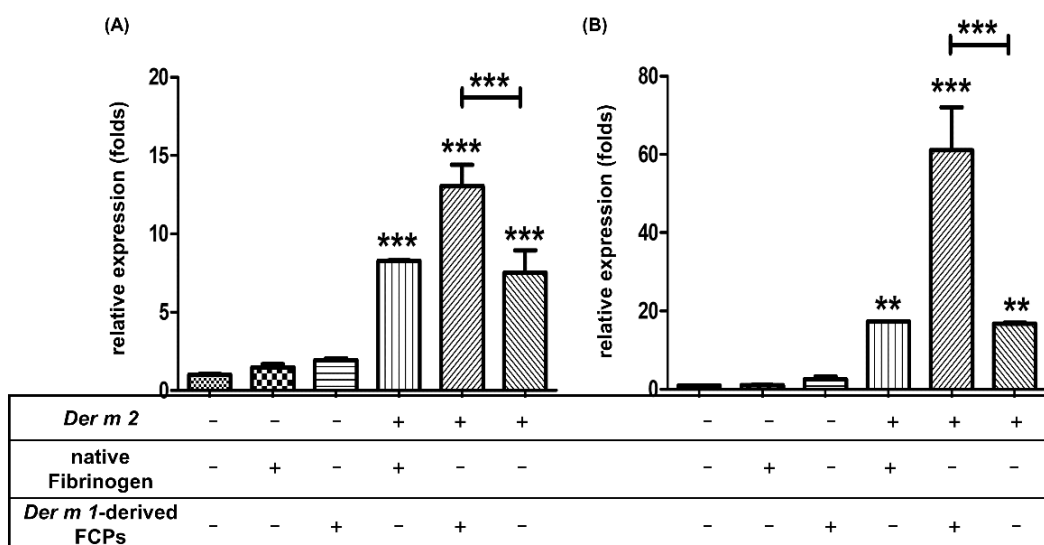 (A)
(B)
***
***
***
***
***
***
**
**
relative expression (folds)
20
15
10
5
0
relative expression (folds)
80
60
40
20
0
Der m 2 – – – + + + – – – + + +
native
Fibrinogen – + – + – – – + – + – –
Der m 1-derived
FCPs – – + – + – – – + – + –